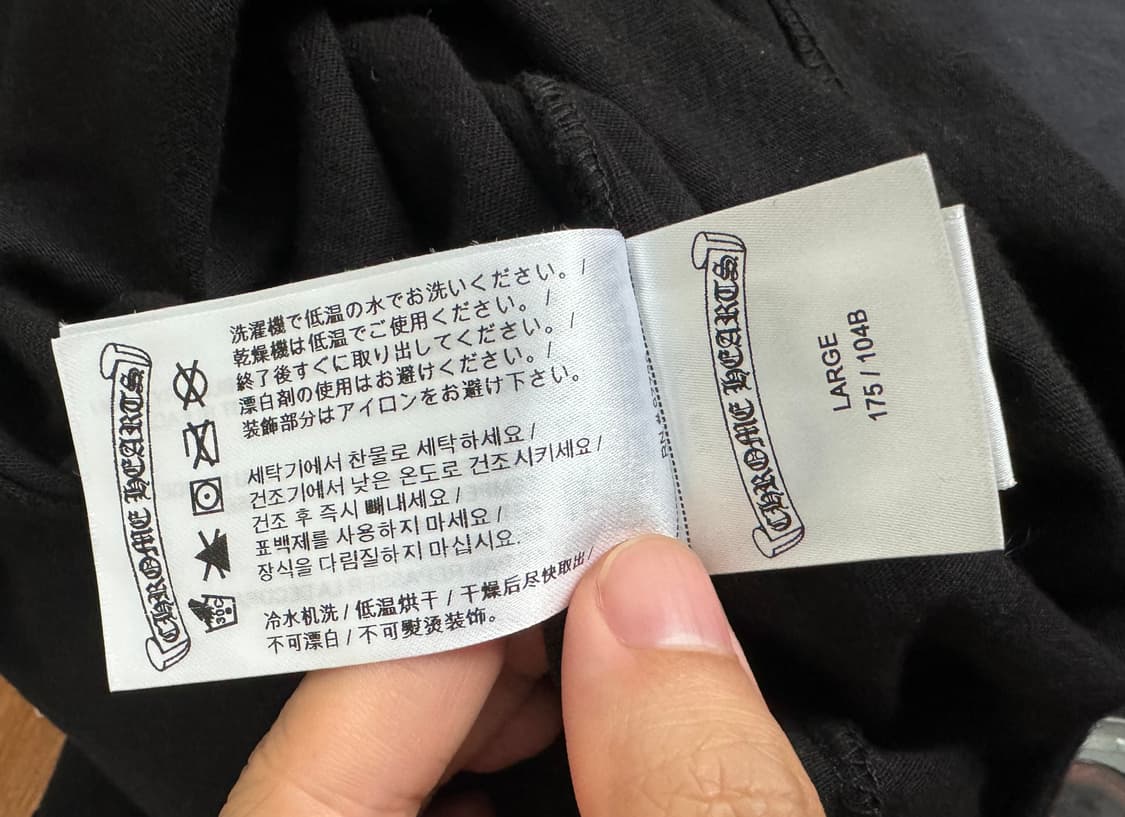 CHROME HEARTS
洗濯機で低温の水でお洗いください。/
乾燥機は低温でご使用ください。/
終了後すぐに取り出してください。/
漂白剤の使用はお避けください。/
装飾部分はアイロンをお避け下さい。
세탁기에서 찬물로 세탁하세요/
건조기에서 낮은 온도로 건조시키세요/
건조 후 즉시 빼내세요/
표백제를 사용하지 마세요/
장식을 다림질하지 마십시요.
冷水机洗/低温烘干/干燥后尽快取出/
不可漂白/不可熨烫装饰。
30C
CHROME HEARTS
LARGE
175 / 104B